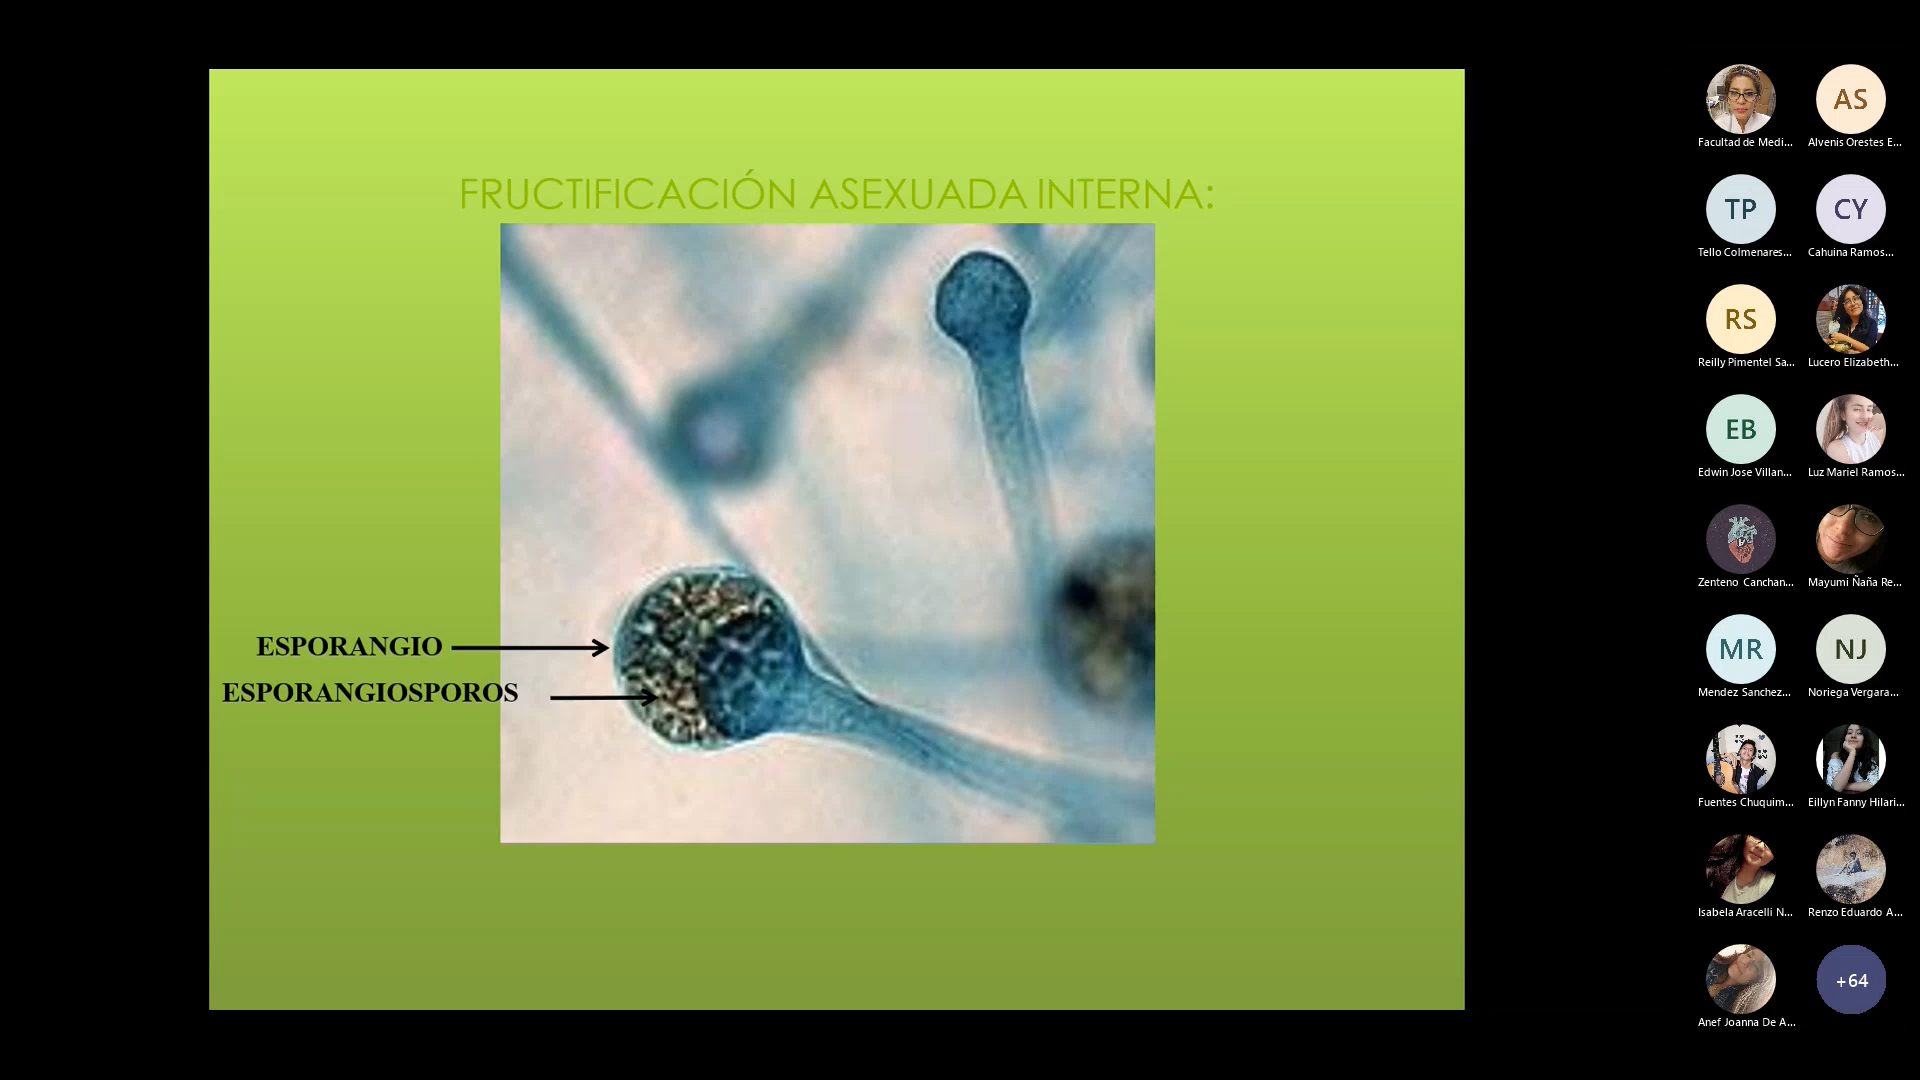 FRUCTIFICACIÓN ASEXUADA INTERNA:
ESPORANGIO
ESPORANGIOSPOROS
Facultad de Medi...
AS
Alvenis Orestes E...
TP
Tello Colmenares...
CY
Cahuina Ramos...
RS
Reilly Pimentel Sa...
Lucero Elizabeth...
EB
Edwin Jose Villan...
Luz Mariel Ramos...
Zenteno Canchan...
Mayumi Ñaña Re...
MR
Mendez Sanchez...
NJ
Noriega Vergara...
Fuentes Chuquim...
Eillyn Fanny Hilari...
Isabela Aracelli N...
Renzo Eduardo A...
Anef Joanna De A...
+64